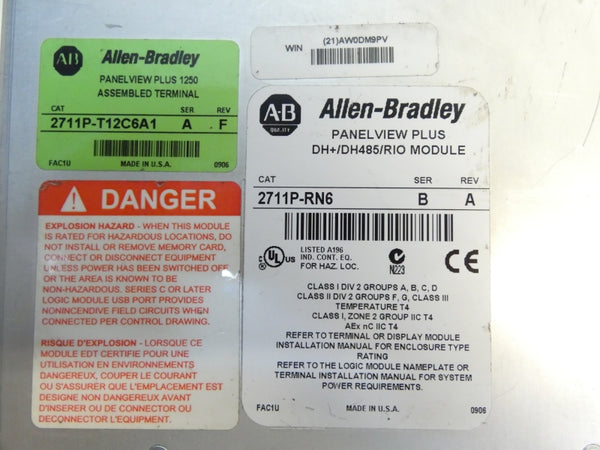 WIN (21)AW0DM9PV
AB Allen-Bradley
PANELVIEW PLUS 1250
ASSEMBLED TERMINAL
CAT SER REV
2711P-T12C6A1 A F
FAC1U MADE IN U.S.A. 0906
DANGER
EXPLOSION HAZARD - WHEN THIS MODULE
IS RATED FOR HAZARDOUS LOCATIONS, DO
NOT INSTALL OR REMOVE MEMORY CARD,
CONNECT OR DISCONNECT EQUIPMENT
UNLESS POWER HAS BEEN SWITCHED OFF
OR THE AREA IS KNOWN TO BE
NON-HAZARDOUS. SERIES C OR LATER
LOGIC MODULE USB PORT PROVIDES
NONINCENDIVE FIELD CIRCUITS WHEN
CONNECTED PER CONTROL DRAWING.
RISQUE D'EXPLOSION - LORSQUE CE
MODULE EDT CERTIFIE POUR UNE
UTILISATION EN ENVIRONNEMENTS
DANGEREUX, COUPER LE COURANT
OU S'ASSURER QUE L'EMPLACEMENT EST
DESIGNE NON DANGEREUX AVANT
D'INSERER OU DE CONNECTOR OU
DECONNECTOR L'EQUIPMENT.
AB QUALITY Allen-Bradley
PANELVIEW PLUS
DH+/DH485/RIO MODULE
CAT SER REV
2711P-RN6 B A
c UL us LISTED A196
IND. CONT. EQ.
FOR HAZ. LOC.
N223
CE
CLASS I DIV 2 GROUPS A, B, C, D
CLASS II DIV 2 GROUPS F, G, CLASS III
TEMPERATURE T4
CLASS I, ZONE 2 GROUP IIC T4
AEx nC IIC T4
REFER TO TERMINAL OR DISPLAY MODULE
INSTALLATION MANUAL FOR ENCLOSURE TYPE
RATING
REFER TO THE LOGIC MODULE NAMEPLATE OR
TERMINAL INSTALLATION MANUAL FOR SYSTEM
POWER REQUIREMENTS.
FAC1U MADE IN U.S.A. 0906